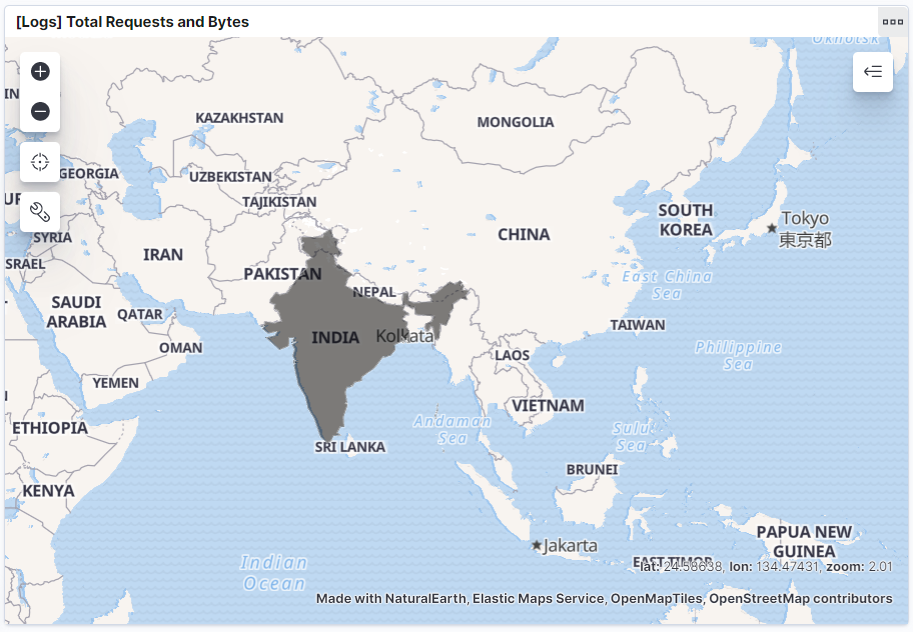 [Logs] Total Requests and Bytes
Okhotsk
KAZAKHSTAN
MONGOLIA
GEORGIA
UZBEKISTAN
TAJIKISTAN
SYRIA
SOUTH
KOREA
Tokyo
東京都
CHINA
IRAN
PAKISTAN
NEPAL
East China
Sea
SAUDI
ARABIA
QATAR
TAIWAN
INDIA
Kolkata
OMAN
Philippine
Sea
LAOS
YEMEN
VIETNAM
ETHIOPIA
Andaman
Sea
Sulu
Sea
SRI LANKA
BRUNEI
KENYA
PAPUA NEW
GUINEA
Jakarta
EAST TIMOR
Indian
Ocean
lat: 24.58638, lon: 134.47431, zoom: 2.01
Made with NaturalEarth, Elastic Maps Service, OpenMapTiles, OpenStreetMap contributors